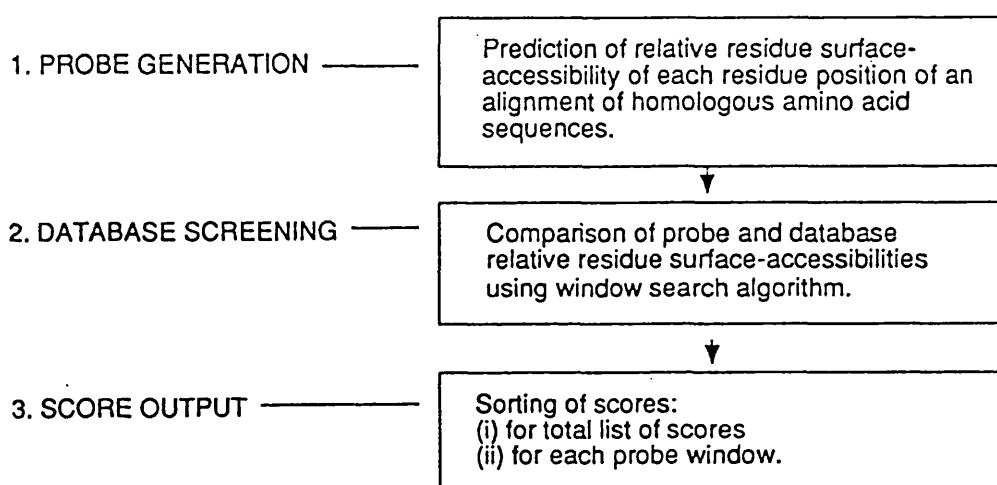 1. PROBE GENERATION
Prediction of relative residue surface-
accessibility of each residue position of an
alignment of homologous amino acid
sequences.
2. DATABASE SCREENING
Comparison of probe and database
relative residue surface-accessibilities
using window search algorithm.
3. SCORE OUTPUT
Sorting of scores:
(i) for total list of scores
(ii) for each probe window.